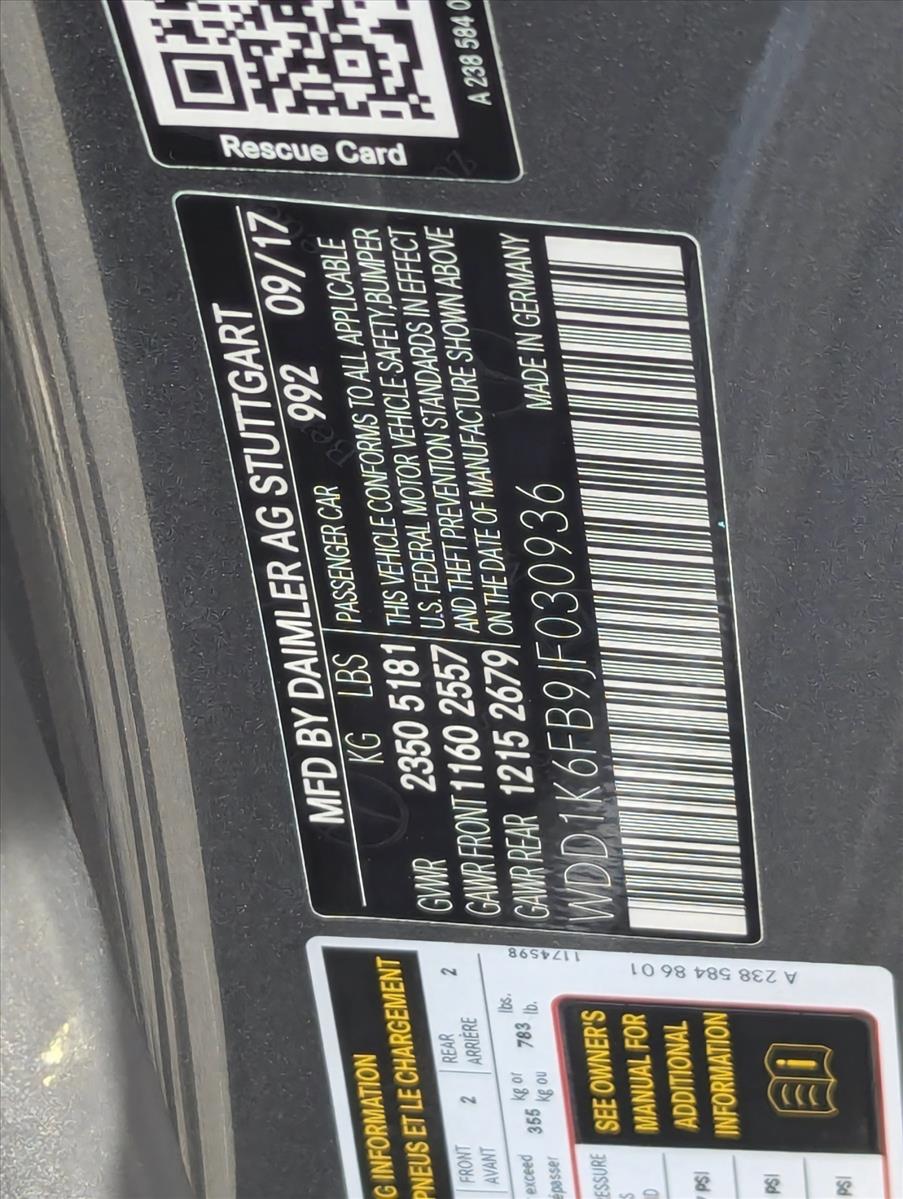 A 238 584 0
Rescue Card
MFD BY DAIMLER AG STUTTGART
992 09/17
KG LBS
GVWR 2350 5181
GAWR FRONT 1160 2557
GAWR REAR 1215 2679
PASSENGER CAR
THIS VEHICLE CONFORMS TO ALL APPLICABLE
U.S. FEDERAL MOTOR VEHICLE SAFETY,BUMPER
AND THEFT PREVENTION STANDARDS IN EFFECT
ON THE DATE OF MANUFACTURE SHOWN ABOVE
MADE IN GERMANY
WDD1K6FB9JF030936
G INFORMATION
PNEUS ET LE CHARGEMENT
FRONT 2 REAR 2
AVANT ARRIÈRE
exceed 355 kg or 783 lbs.
épasser kg ou lb.
1174598
A 238 584 86 01
SEE OWNER'S
MANUAL FOR
ADDITIONAL
INFORMATION
ESSURE
PSI
PSI
PSI